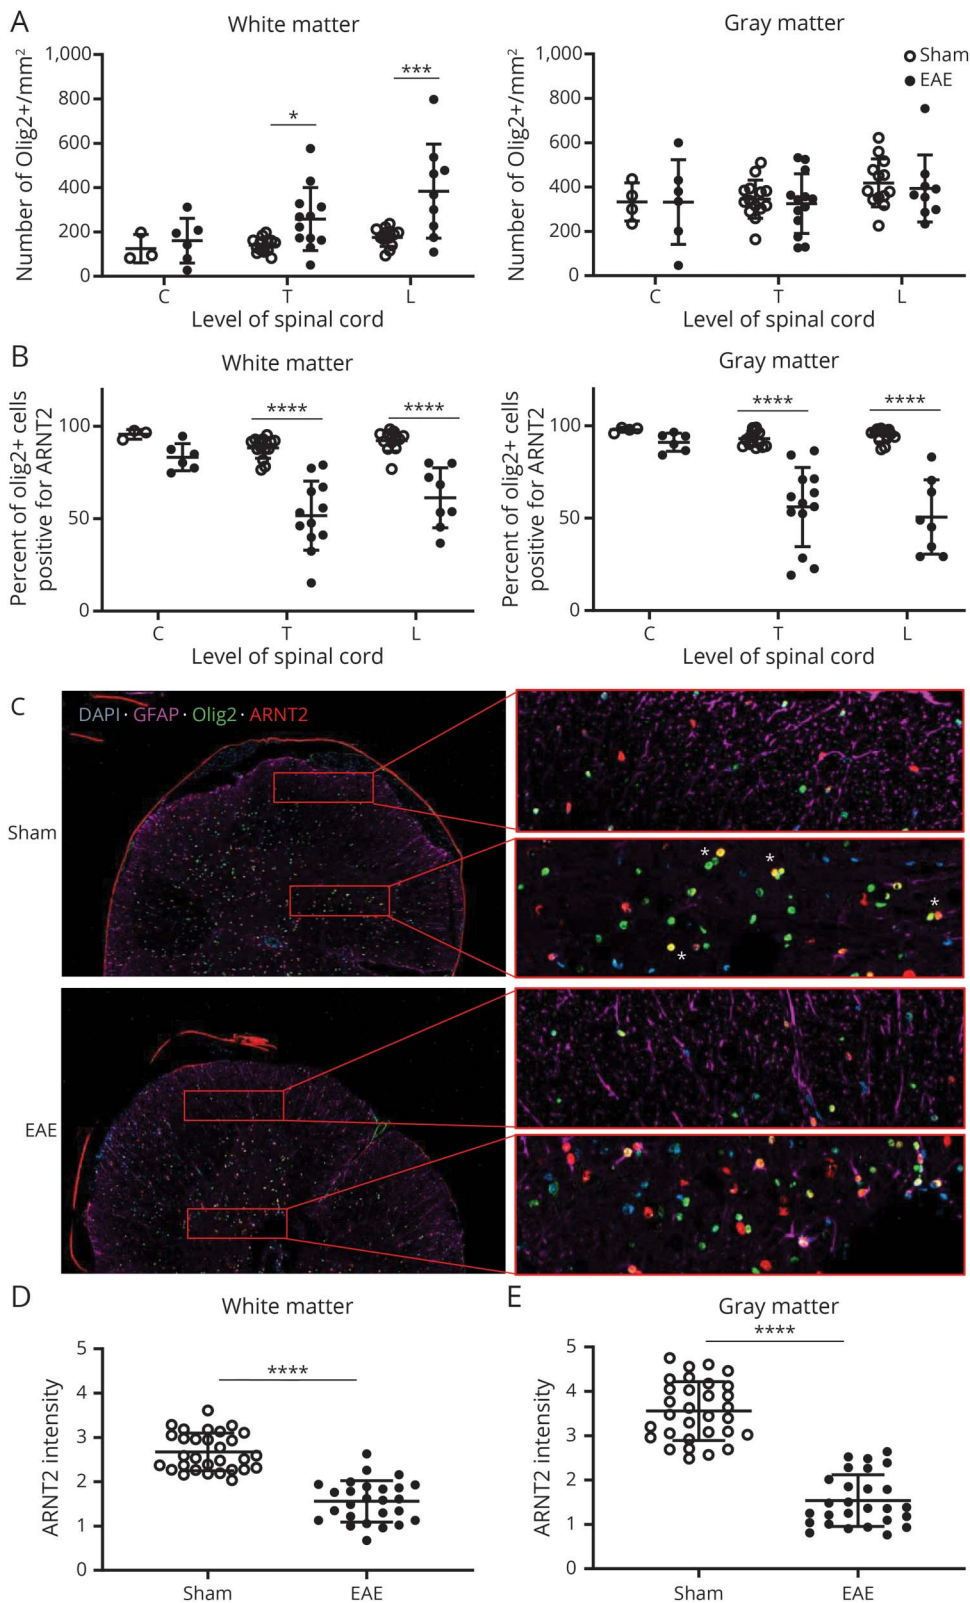 A
White matter
Gray matter
Number of Olig2+/mm²
1,000
800
600
400
200
0
*
***
C
T
L
Level of spinal cord
Number of Olig2+/mm²
1,000
800
600
400
200
0
Sham
EAE
C
T
L
Level of spinal cord
B
White matter
Gray matter
Percent of olig2+ cells
positive for ARNT2
100
50
0
****
****
C
T
L
Level of spinal cord
Percent of olig2+ cells
positive for ARNT2
100
50
0
****
****
C
T
L
Level of spinal cord
C
DAPI · GFAP · Olig2 · ARNT2
Sham
*
*
*
*
EAE
D
White matter
ARNT2 intensity
5
4
3
2
1
0
****
Sham
EAE
E
Gray matter
ARNT2 intensity
5
4
3
2
1
0
****
Sham
EAE